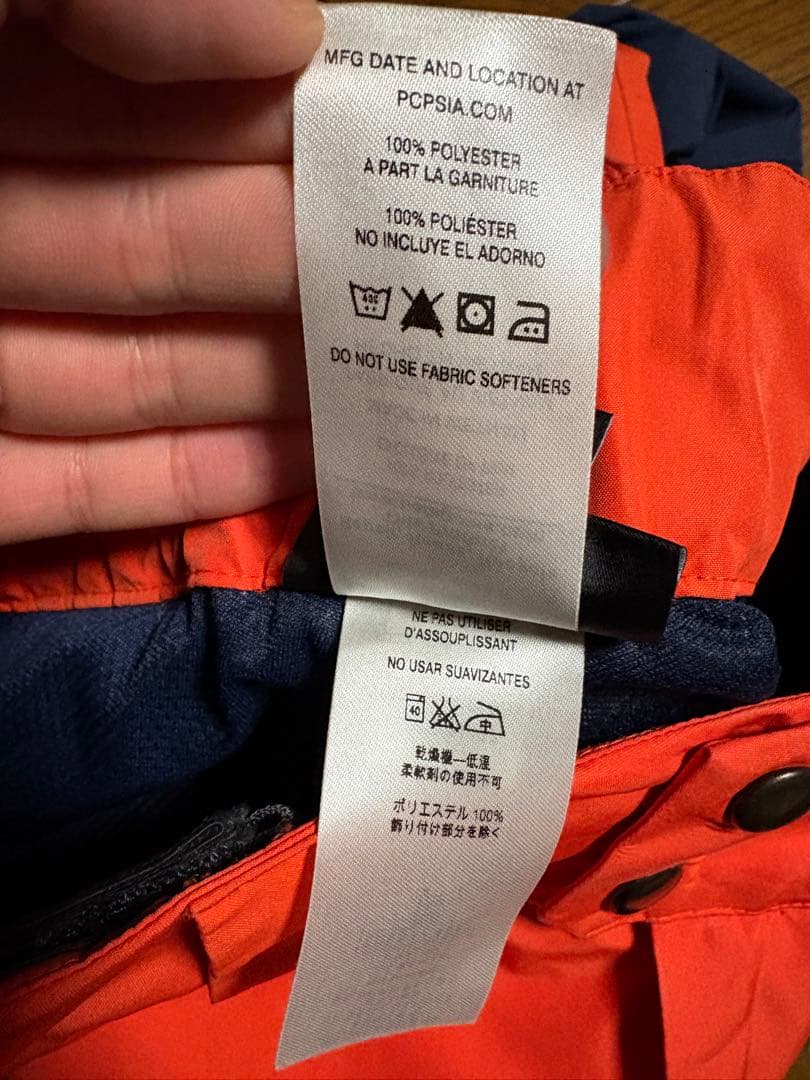 MFG DATE AND LOCATION AT
PCPSIA.COM
100% POLYESTER
A PART LA GARNITURE
100% POLIÉSTER
NO INCLUYE EL ADORNO
40C
DO NOT USE FABRIC SOFTENERS
NE PAS UTILISER
D'ASSOUPLISSANT
NO USAR SUAVIZANTES
40 中
乾燥機—低温
柔軟剤の使用不可
ポリエステル 100%
飾り付け部分を除く